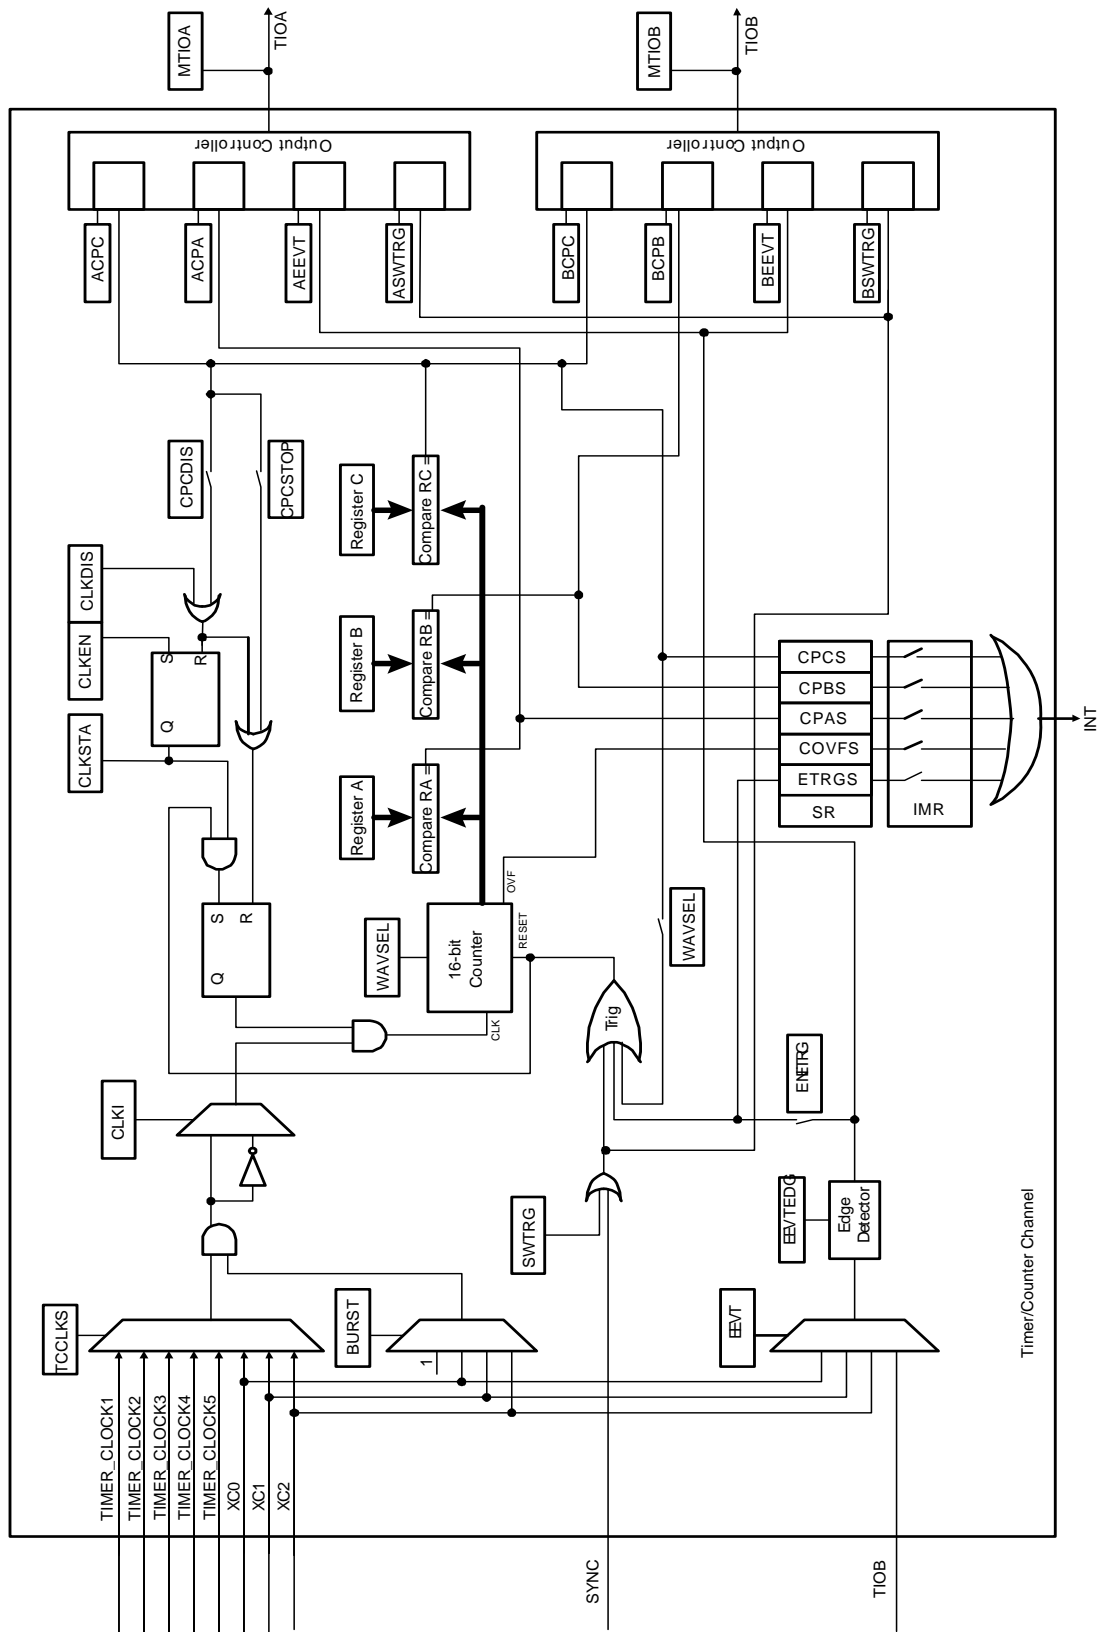 TCCLKS
TIMER_CLOCK1
TIMER_CLOCK2
TIMER_CLOCK3
TIMER_CLOCK4
TIMER_CLOCK5
XC0
XC1
XC2
CLKI
CLKSTA
CLKEN
CLKDIS
Q
S
R
Q
S
R
CPCDIS
CPCSTOP
ACPC
ACPA
AEEVT
ASWTRG
Output Controller
MTIOA
TIOA
BURST
1
WAVSEL
16-bit
Counter
CLK
RESET
OVF
Register A
Register B
Register C
Compare RA =
Compare RB =
Compare RC =
SWTRG
SYNC
Trig
WAVSEL
BCPC
BCPB
BEEVT
BSWTRG
Output Controller
MTIOB
TIOB
EEVT
EEVTEDG
Edge
Detector
ENETRG
TIOB
CPCS
CPBS
CPAS
COVFS
ETRGS
SR
IMR
INT
Timer/Counter Channel